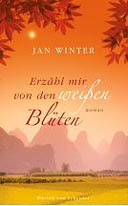 JAN WINTER
Erzähl mir
von den weißen
Blüten
ROMAN